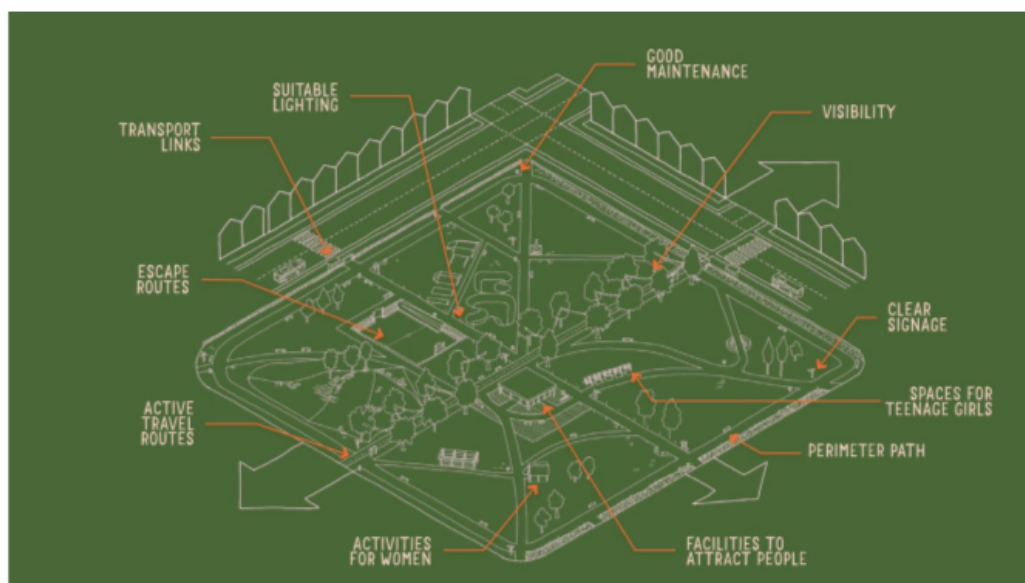 GOOD
MAINTENANCE
SUITABLE
LIGHTING
VISIBILITY
TRANSPORT
LINKS
ESCAPE
ROUTES
CLEAR
SIGNAGE
SPACES FOR
TEENAGE GIRLS
ACTIVE
TRAVEL
ROUTES
PERIMETER PATH
ACTIVITIES
FOR WOMEN
FACILITIES TO
ATTRACT PEOPLE